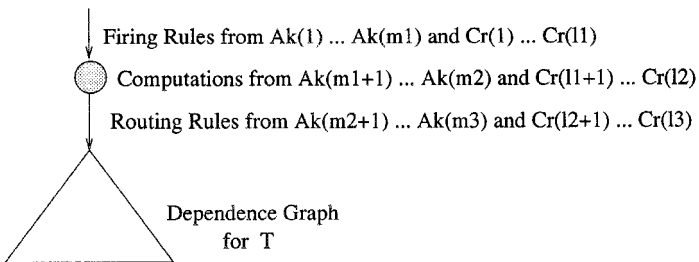 Firing Rules from Ak(1) ... Ak(m1) and Cr(1) ... Cr(l1)
Computations from Ak(m1+1) ... Ak(m2) and Cr(l1+1) ... Cr(l2)
Routing Rules from Ak(m2+1) ... Ak(m3) and Cr(l2+1) ... Cr(l3)
Dependence Graph
for T